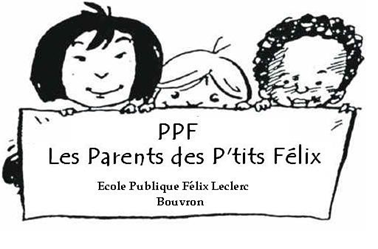 PPF
Les Parents des P'tits Félix
Ecole Publique Félix Leclerc
Bouvron